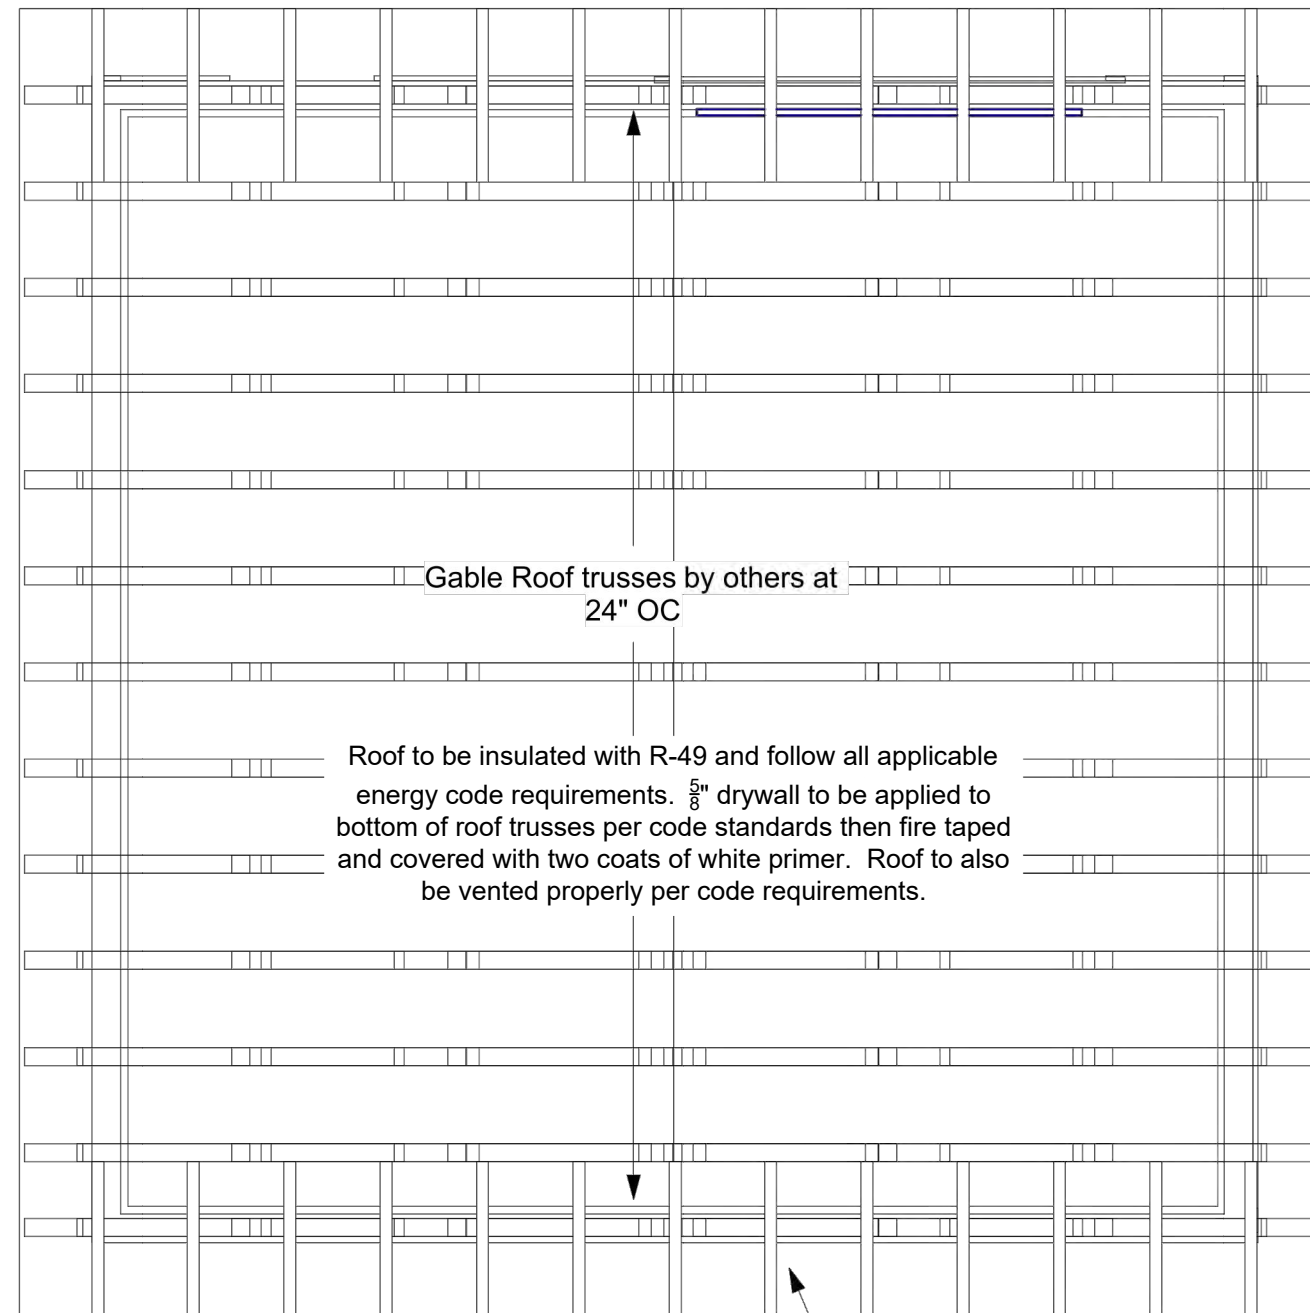 Gable Roof trusses by others at
24" OC
Roof to be insulated with R-49 and follow all applicable
energy code requirements.  5/8" drywall to be applied to
bottom of roof trusses per code standards then fire taped
and covered with two coats of white primer.  Roof to also
be vented properly per code requirements.